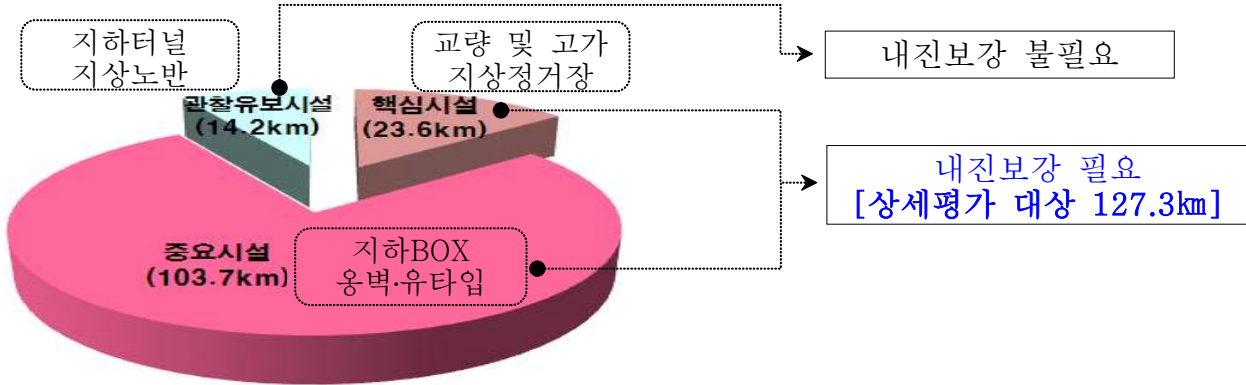 지하터널
지상노반
교량 및 고가
지상정거장
내진보강 불필요
관찰유보시설
(14.2km)
핵심시설
(23.6km)
내진보강 필요
[상세평가 대상 127.3㎞]
중요시설
(103.7km)
지하BOX
옹벽·유타입